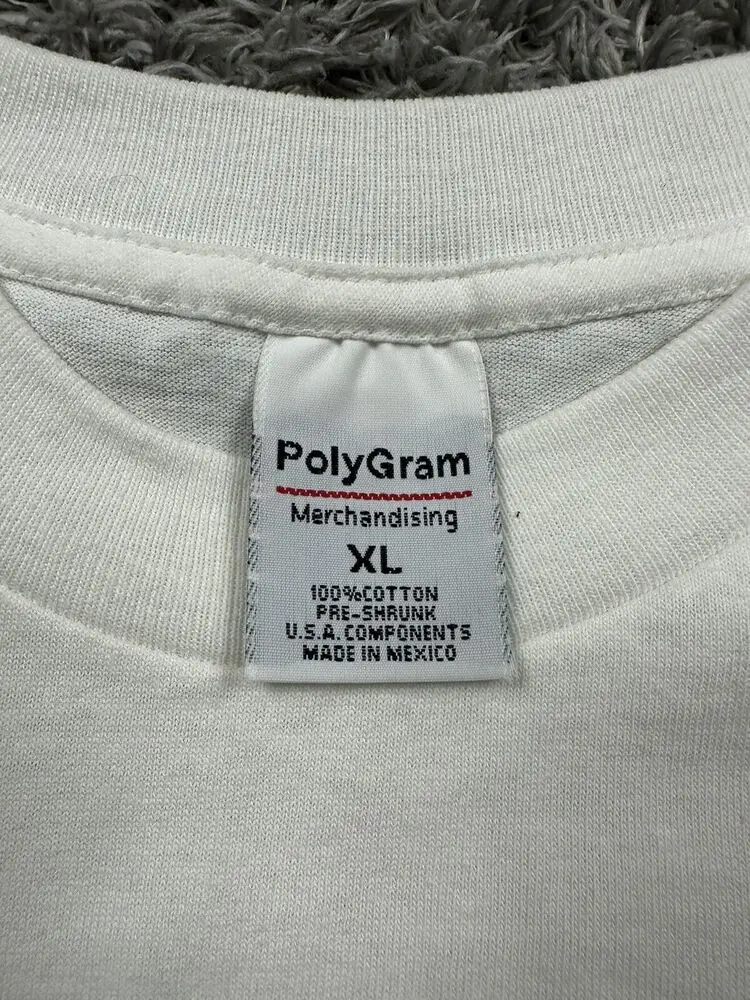 PolyGram
Merchandising
XL
100%COTTON
PRE-SHRUNK
U.S.A. COMPONENTS
MADE IN MEXICO